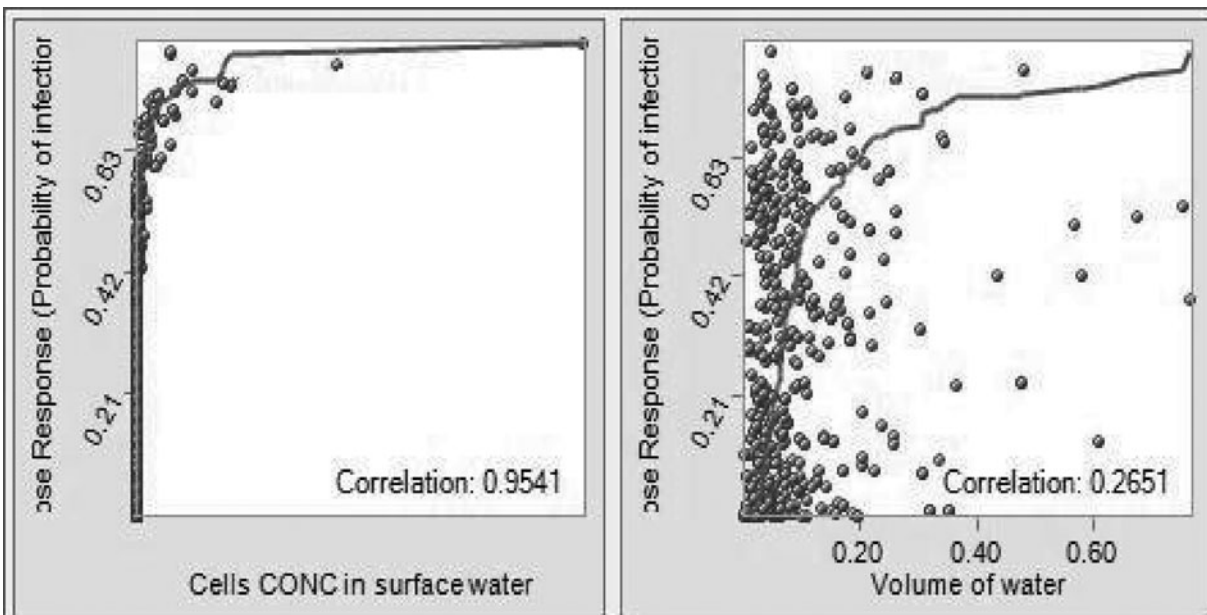 ose Response (Probability of infection
0.63
0.42
0.21
Correlation: 0.9541
Cells CONC in surface water
ose Response (Probability of infection
0.63
0.42
0.21
Correlation: 0.2651
0.20 0.40 0.60
Volume of water